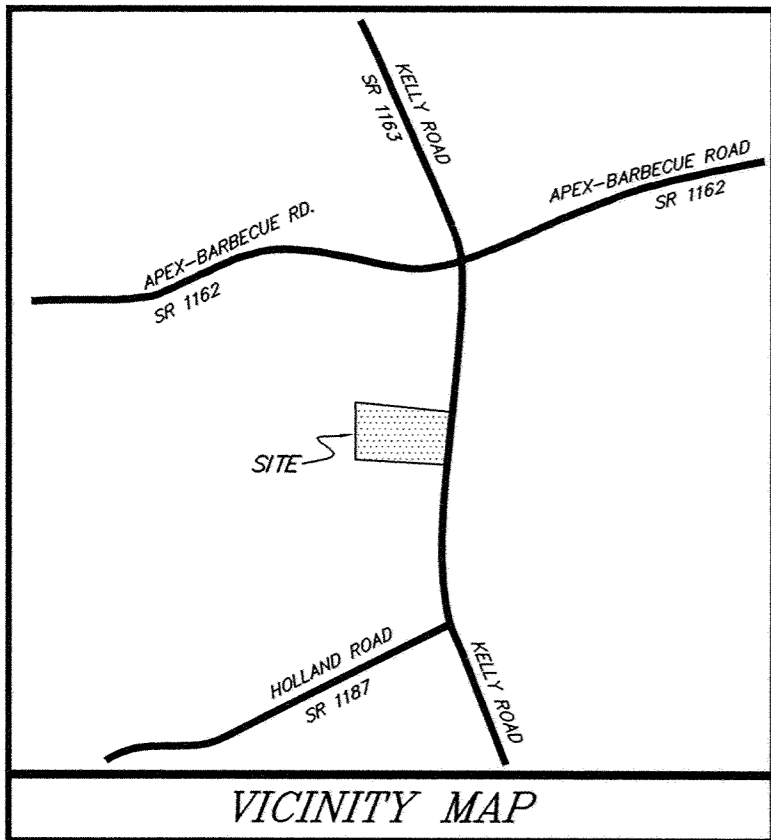 KELLY ROAD
SR 1163
APEX-BARBECUE ROAD
SR 1162
APEX-BARBECUE RD.
SR 1162
SITE
HOLLAND ROAD
SR 1187
KELLY ROAD
VICINITY MAP